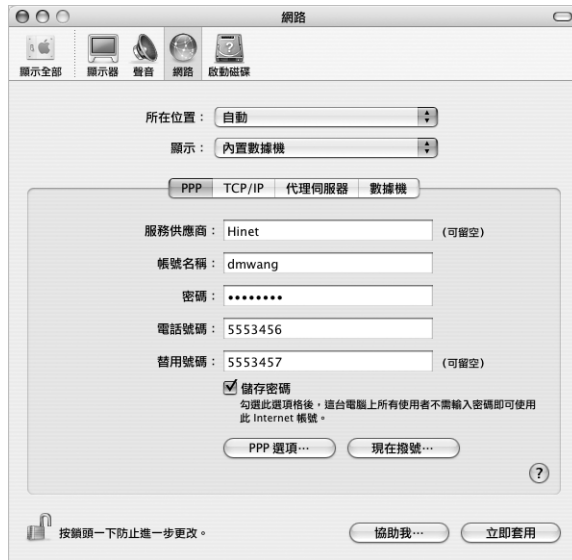 網路
顯示全部 顯示器 聲音 網路 啟動磁碟
所在位置： 自動
顯示： 內置數據機
PPP TCP/IP 代理伺服器 數據機
服務供應商： Hinet (可留空)
帳號名稱： dmwang
密碼： ••••••••
電話號碼： 5553456
替用號碼： 5553457 (可留空)
儲存密碼
勾選此選項格後，這台電腦上所有使用者不需輸入密碼即可使用
此 Internet 帳號。
PPP 選項⋯ 現在撥號⋯
?
按鎖頭一下防止進一步更改。 協助我⋯ 立即套用